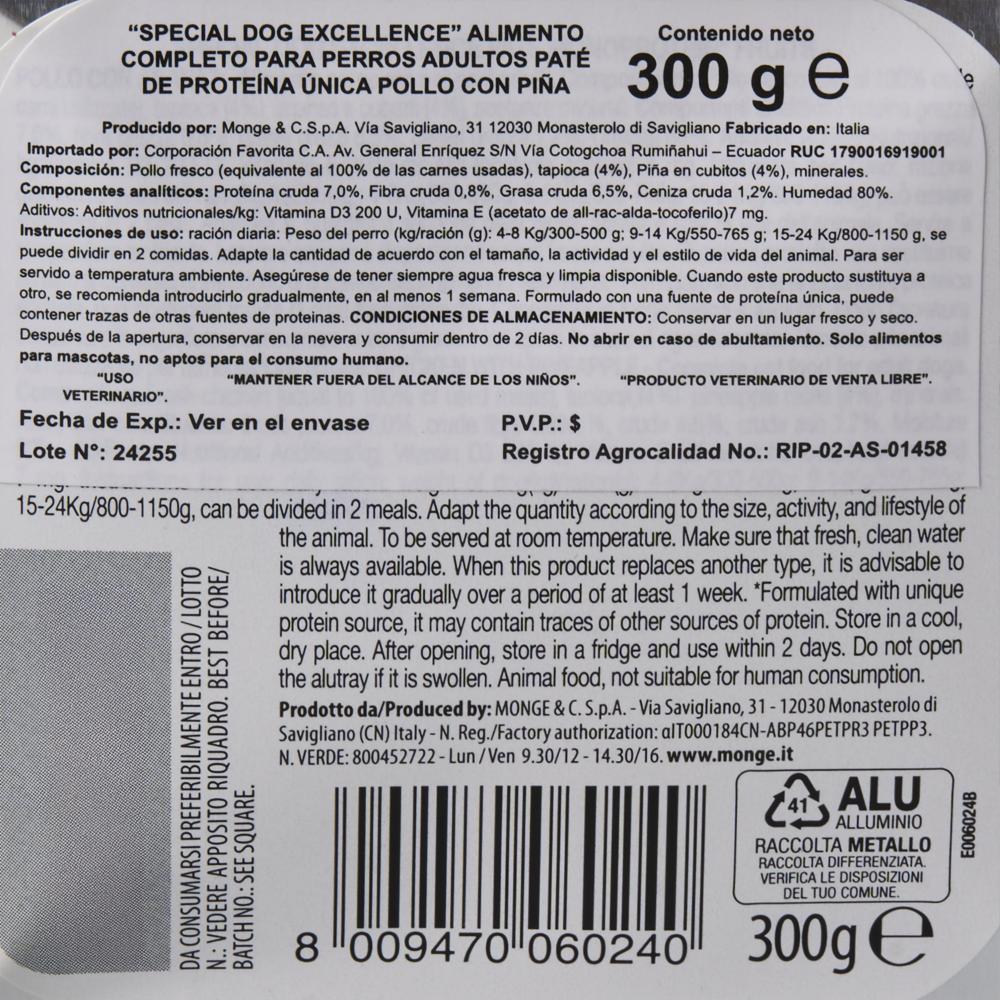 “SPECIAL DOG EXCELLENCE” ALIMENTO
COMPLETO PARA PERROS ADULTOS PATÉ
DE PROTEÍNA ÚNICA POLLO CON PIÑA
Contenido neto
300 g e
Producido por: Monge & C.S.p.A. Vía Savigliano, 31 12030 Monasterolo di Savigliano Fabricado en: Italia
Importado por: Corporación Favorita C.A. Av. General Enríquez S/N Vía Cotogchoa Rumiñahui – Ecuador RUC 1790016919001
Composición: Pollo fresco (equivalente al 100% de las carnes usadas), tapioca (4%), Piña en cubitos (4%), minerales.
Componentes analíticos: Proteína cruda 7,0%, Fibra cruda 0,8%, Grasa cruda 6,5%, Ceniza cruda 1,2%. Humedad 80%.
Aditivos: Aditivos nutricionales/kg: Vitamina D3 200 U, Vitamina E (acetato de all-rac-alda-tocoferilo)7 mg.
Instrucciones de uso: ración diaria: Peso del perro (kg/ración (g): 4-8 Kg/300-500 g; 9-14 Kg/550-765 g; 15-24 Kg/800-1150 g, se
puede dividir en 2 comidas. Adapte la cantidad de acuerdo con el tamaño, la actividad y el estilo de vida del animal. Para ser
servido a temperatura ambiente. Asegúrese de tener siempre agua fresca y limpia disponible. Cuando este producto sustituya a
otro, se recomienda introducirlo gradualmente, en al menos 1 semana. Formulado con una fuente de proteína única, puede
contener trazas de otras fuentes de proteinas. CONDICIONES DE ALMACENAMIENTO: Conservar en un lugar fresco y seco.
Después de la apertura, conservar en la nevera y consumir dentro de 2 días. No abrir en caso de abultamiento. Solo alimentos
para mascotas, no aptos para el consumo humano.
“USO VETERINARIO”. “MANTENER FUERA DEL ALCANCE DE LOS NIÑOS”. “PRODUCTO VETERINARIO DE VENTA LIBRE”.
Fecha de Exp.: Ver en el envase P.V.P.: $
Lote N°: 24255 Registro Agrocalidad No.: RIP-02-AS-01458
15-24Kg/800-1150g, can be divided in 2 meals. Adapt the quantity according to the size, activity, and lifestyle of
the animal. To be served at room temperature. Make sure that fresh, clean water
is always available. When this product replaces another type, it is advisable to
introduce it gradually over a period of at least 1 week. *Formulated with unique
protein source, it may contain traces of other sources of protein. Store in a cool,
dry place. After opening, store in a fridge and use within 2 days. Do not open
the alutray if it is swollen. Animal food, not suitable for human consumption.
Prodotto da/Produced by: MONGE & C. S.p.A. - Via Savigliano, 31 - 12030 Monasterolo di
Savigliano (CN) Italy - N. Reg./Factory authorization: αIT000184CN-ABP46PETPR3 PETPP3.
N. VERDE: 800452722 - Lun / Ven 9.30/12 - 14.30/16. www.monge.it
DA CONSUMARSI PREFERIBILMENTE ENTRO / LOTTO
N.: VEDERE APPOSITO RIQUADRO. BEST BEFORE/
BATCH NO.: SEE SQUARE.
8 009470 060240
41 ALU
ALLUMINIO
RACCOLTA METALLO
RACCOLTA DIFFERENZIATA.
VERIFICA LE DISPOSIZIONI
DEL TUO COMUNE.
E006024B
300g e